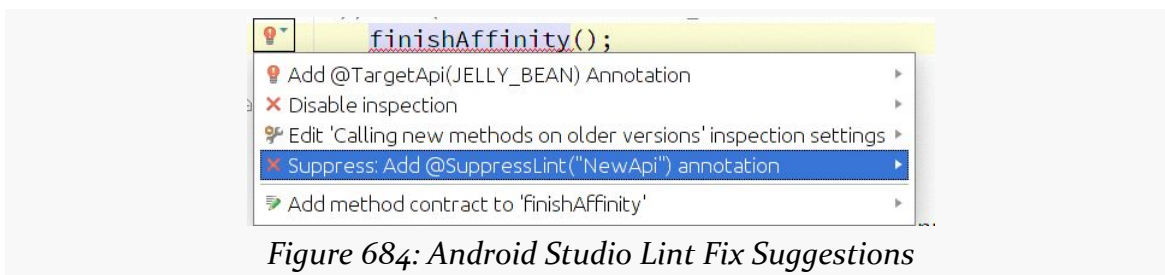 finishAffinity();
Add @TargetApi(JELLY_BEAN) Annotation
Disable inspection
Edit 'Calling new methods on older versions' inspection settings
Suppress: Add @SuppressLint("NewApi") annotation
Add method contract to 'finishAffinity'
Figure 684: Android Studio Lint Fix Suggestions